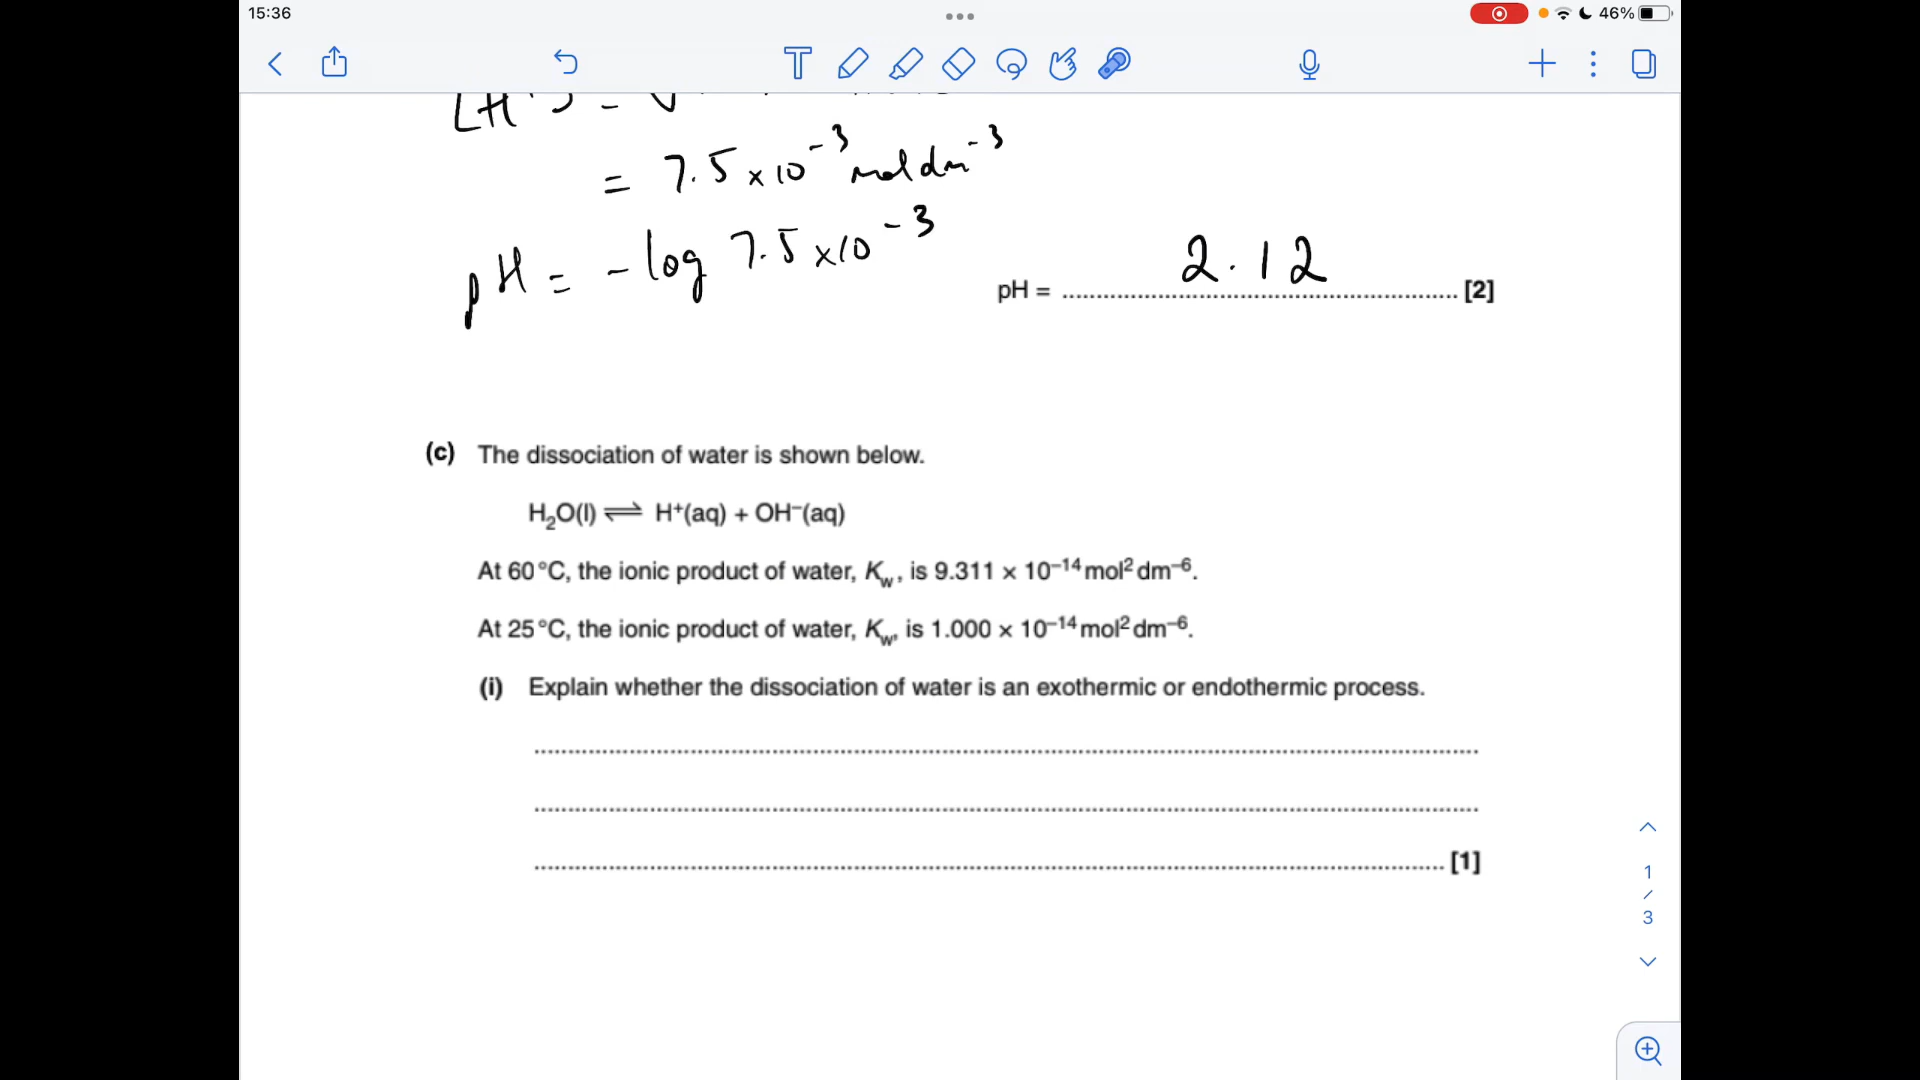 15:36
46%
= 7.5 × 10⁻³ mol dm⁻³
pH = - log 7.5 × 10⁻³
2.12
pH = .......................................................... [2]
(c) The dissociation of water is shown below.
H₂O(l) ⇌ H⁺(aq) + OH⁻(aq)
At 60 °C, the ionic product of water, Kw, is 9.311 × 10⁻¹⁴ mol² dm⁻⁶.
At 25 °C, the ionic product of water, Kw, is 1.000 × 10⁻¹⁴ mol² dm⁻⁶.
(i) Explain whether the dissociation of water is an exothermic or endothermic process.
[1]
1
/
3